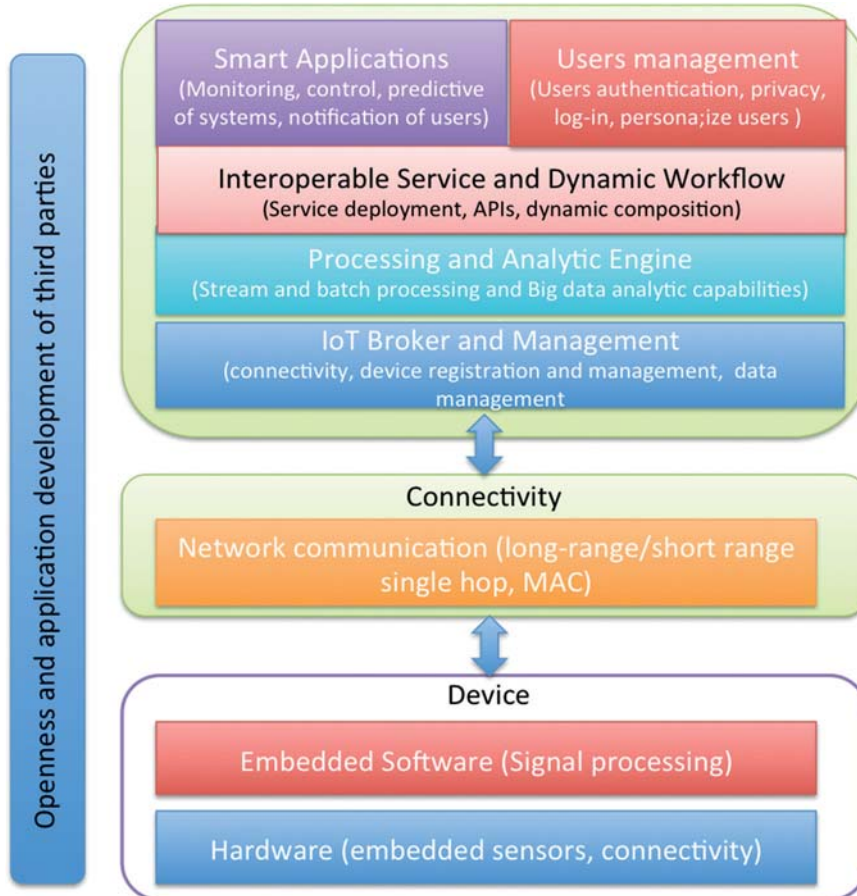 Openness and application development of third parties
Smart Applications
(Monitoring, control, predictive
of systems, notification of users)
Users management
(Users authentication, privacy,
log-in, persona;ize users )
Interoperable Service and Dynamic Workflow
(Service deployment, APIs, dynamic composition)
Processing and Analytic Engine
(Stream and batch processing and Big data analytic capabilities)
IoT Broker and Management
(connectivity, device registration and management, data
management
Connectivity
Network communication (long-range/short range
single hop, MAC)
Device
Embedded Software (Signal processing)
Hardware (embedded sensors, connectivity)